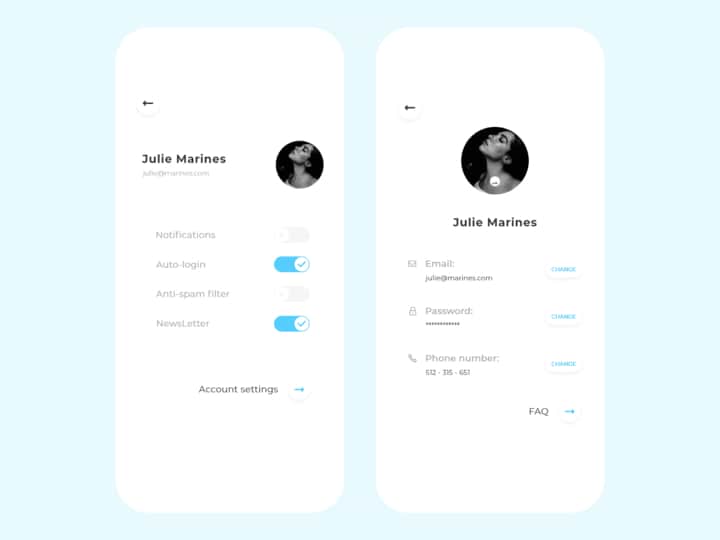 Julie Marines
julie@marines.com
Notifications
Auto-login
Anti-spam filter
NewsLetter
Account settings
Julie Marines
Email:
julie@marines.com
CHANGE
Password:
************
CHANGE
Phone number:
512 - 315 - 651
CHANGE
FAQ